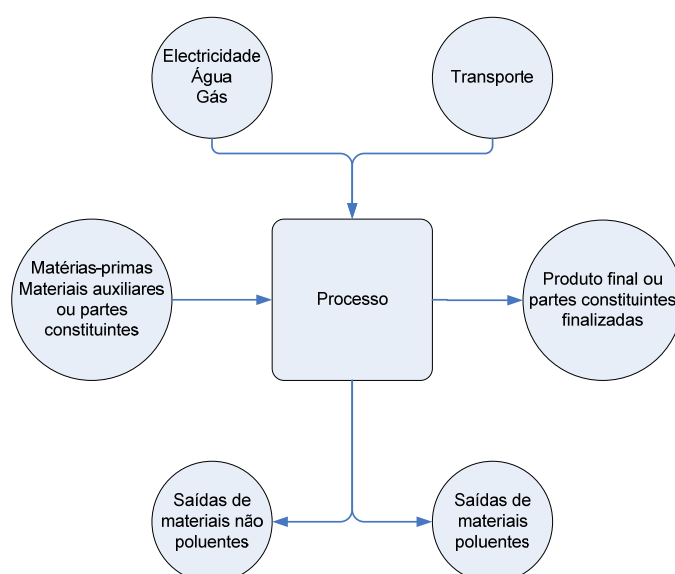 Electricidade
Água
Gás
Transporte
Matérias-primas
Materiais auxiliares
ou partes
constituintes
Processo
Produto final ou
partes constituintes
finalizadas
Saídas de
materiais não
poluentes
Saídas de
materiais
poluentes